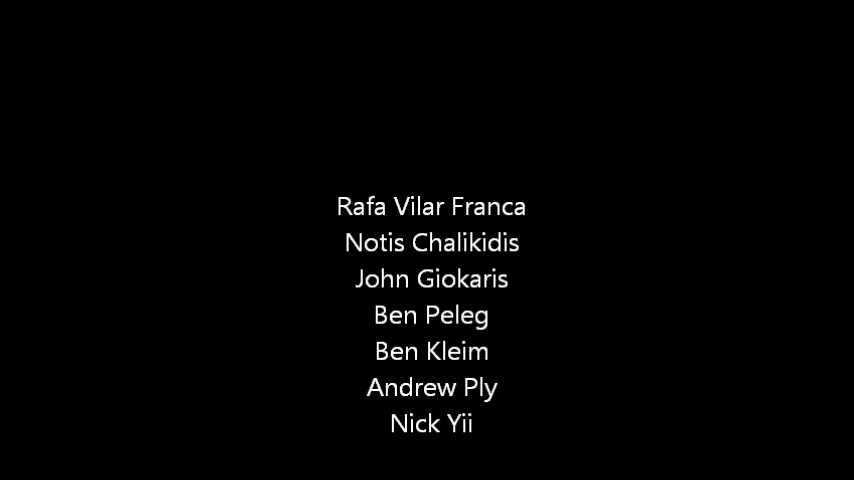 Rafa Vilar Franca
Notis Chalikidis
John Giokaris
Ben Peleg
Ben Kleim
Andrew Ply
Nick Yii